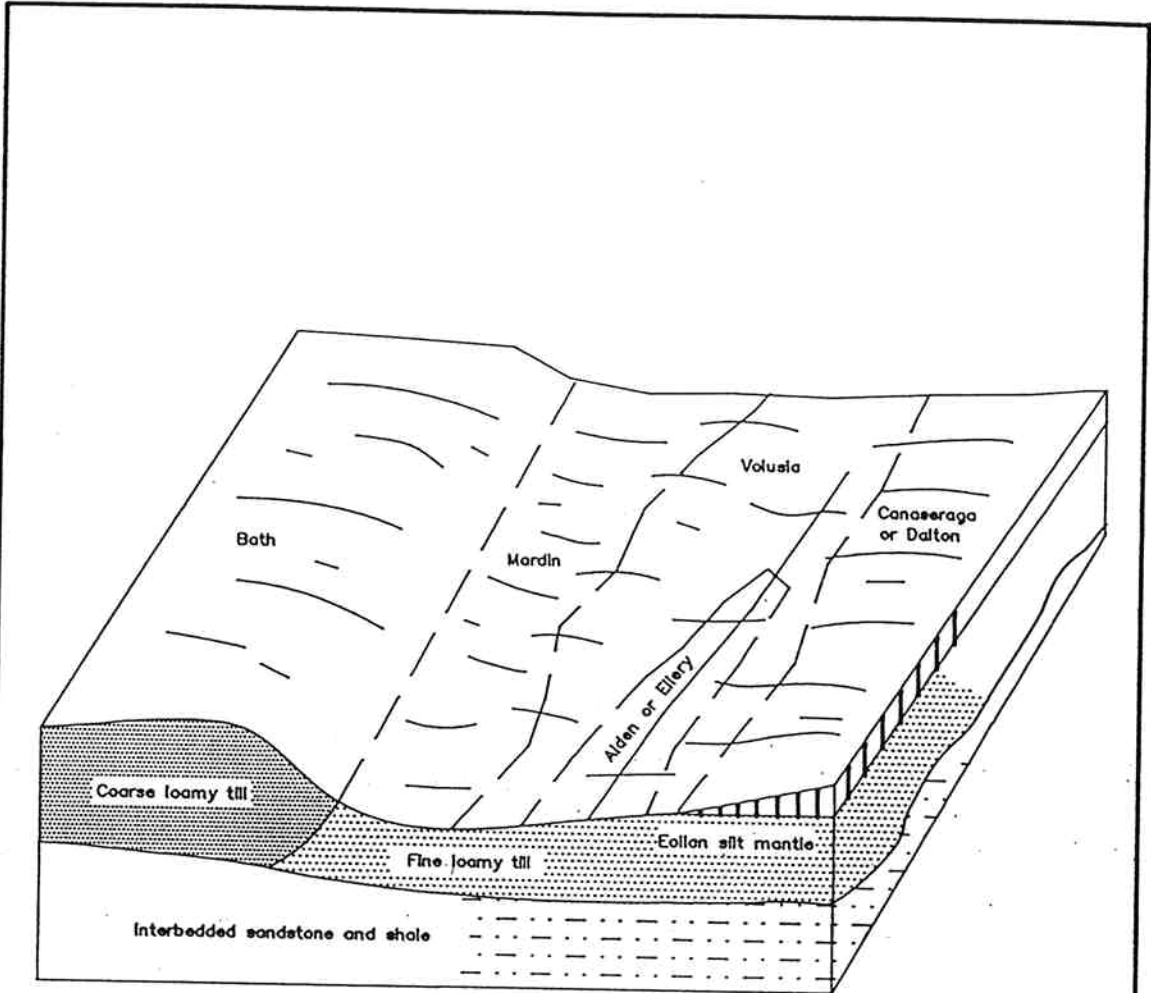 Volusia
Canaseraga
or Dalton
Bath
Mardin
Alden or Ellery
Coarse loamy till
Eolian silt mantle
Fine loamy till
Interbedded sandstone and shale